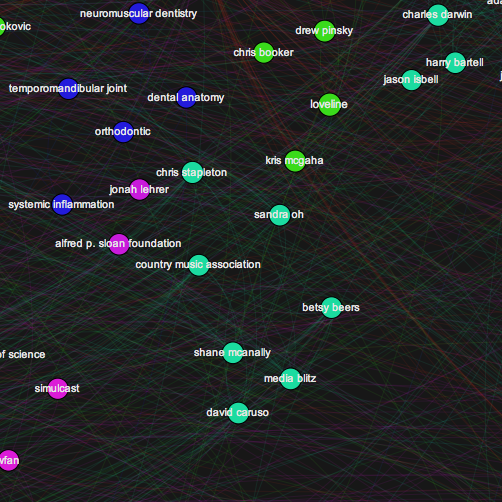 neuromuscular dentistry
charles darwin
okovic
drew pinsky
chris booker
harry bartell
jason isbell
temporomandibular joint
dental anatomy
loveline
orthodontic
kris mcgaha
chris stapleton
jonah lehrer
systemic inflammation
sandra oh
alfred p. sloan foundation
country music association
betsy beers
shane mcanally
of science
media blitz
simulcast
david caruso
wfan